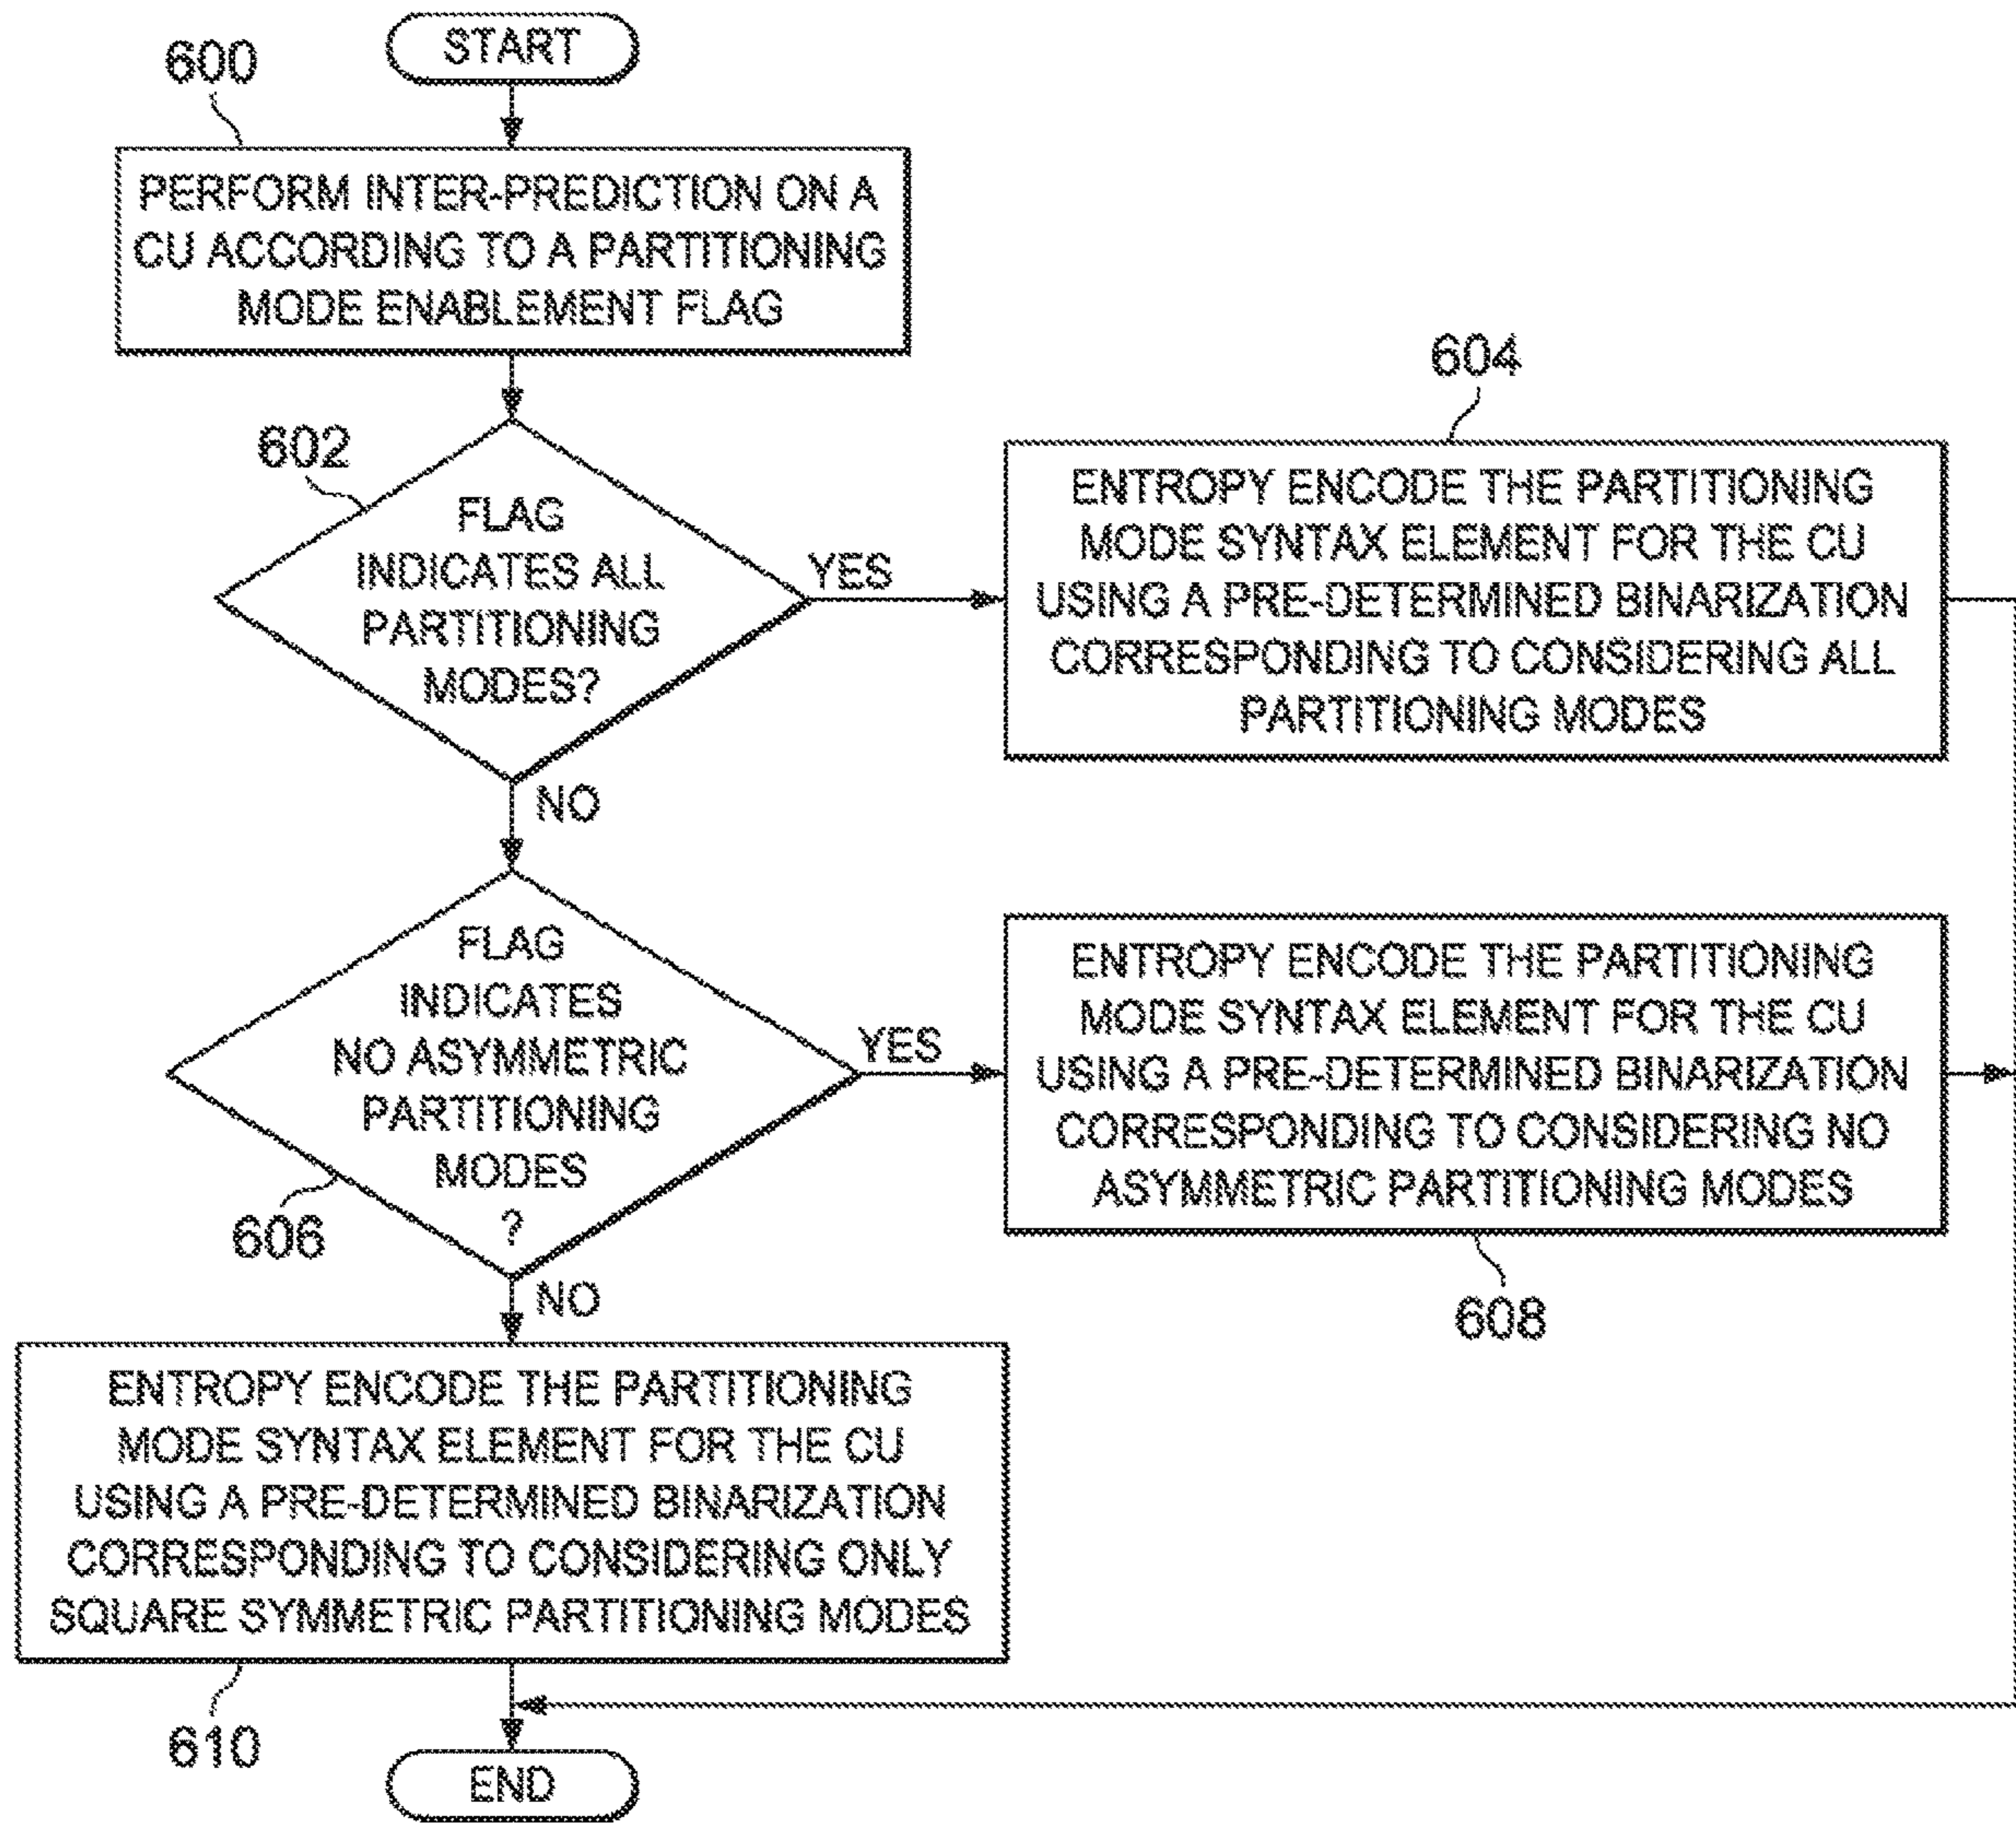 START
600
PERFORM INTER-PREDICTION ON A
CU ACCORDING TO A PARTITIONING
MODE ENABLEMENT FLAG
602
FLAG
INDICATES ALL
PARTITIONING
MODES?
YES
NO
604
ENTROPY ENCODE THE PARTITIONING
MODE SYNTAX ELEMENT FOR THE CU
USING A PRE-DETERMINED BINARIZATION
CORRESPONDING TO CONSIDERING ALL
PARTITIONING MODES
FLAG
INDICATES
NO ASYMMETRIC
PARTITIONING
MODES
?
606
YES
NO
ENTROPY ENCODE THE PARTITIONING
MODE SYNTAX ELEMENT FOR THE CU
USING A PRE-DETERMINED BINARIZATION
CORRESPONDING TO CONSIDERING NO
ASYMMETRIC PARTITIONING MODES
608
ENTROPY ENCODE THE PARTITIONING
MODE SYNTAX ELEMENT FOR THE CU
USING A PRE-DETERMINED BINARIZATION
CORRESPONDING TO CONSIDERING ONLY
SQUARE SYMMETRIC PARTITIONING MODES
610
END